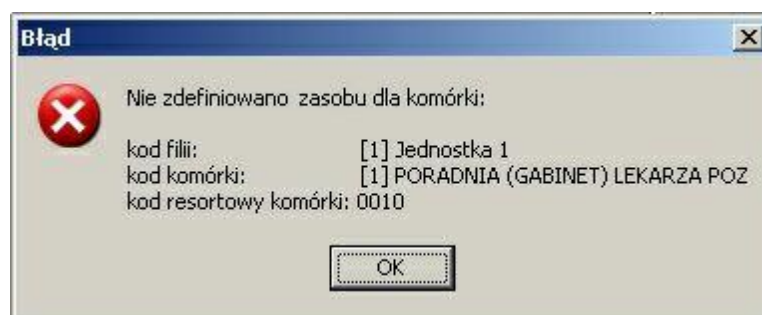 Błąd
Nie zdefiniowano zasobu dla komórki:
kod filii: [1] Jednostka 1
kod komórki: [1] PORADNIA (GABINET) LEKARZA POZ
kod resortowy komórki: 0010
OK